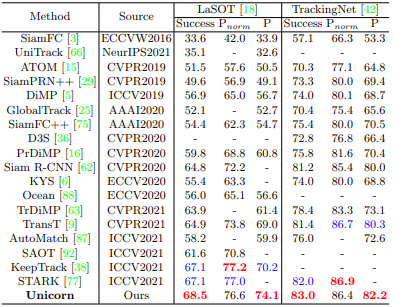 Method Source LaSOT [18] TrackingNet [42]
Success Pnorm P Success Pnorm P
SiamFC [3] ECCVW2016 33.6 42.0 33.9 57.1 66.3 53.3
UniTrack [66] NeurIPS2021 35.1 - 32.6 - - -
ATOM [15] CVPR2019 51.5 57.6 50.5 70.3 77.1 64.8
SiamPRN++ [29] CVPR2019 49.6 56.9 49.1 73.3 80.0 69.4
DiMP [5] ICCV2019 56.9 65.0 56.7 74.0 80.1 68.7
GlobalTrack [25] AAAI2020 52.1 - 52.7 70.4 75.4 65.6
SiamFC++ [75] AAAI2020 54.4 62.3 54.7 75.4 80.0 70.5
D3S [36] CVPR2020 - - - 72.8 76.8 66.4
PrDiMP [16] CVPR2020 59.8 68.8 60.8 75.8 81.6 70.4
Siam R-CNN [62] CVPR2020 64.8 72.2 - 81.2 85.4 80.0
KYS [6] ECCV2020 55.4 63.3 - 74.0 80.0 68.8
Ocean [88] ECCV2020 56.0 65.1 56.6 - - -
TrDiMP [63] CVPR2021 63.9 - 61.4 78.4 83.3 73.1
TransT [9] CVPR2021 64.9 73.8 69.0 81.4 86.7 80.3
AutoMatch [87] ICCV2021 58.2 - 59.9 76.0 - 72.6
SAOT [92] ICCV2021 61.6 70.8 - - - -
KeepTrack [38] ICCV2021 67.1 77.2 70.2 - - -
STARK [77] ICCV2021 67.1 77.0 - 82.0 86.9 -
Unicorn Ours 68.5 76.6 74.1 83.0 86.4 82.2